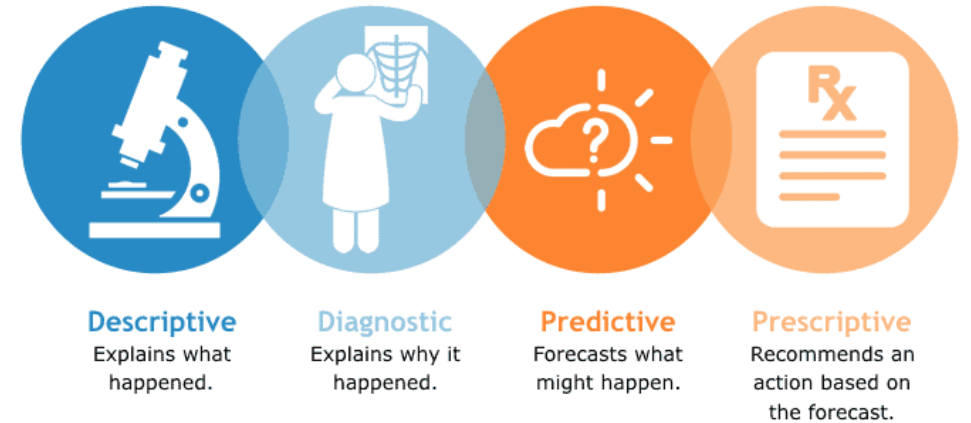 ?
Rx
Descriptive
Explains what
happened.
Diagnostic
Explains why it
happened.
Predictive
Forecasts what
might happen.
Prescriptive
Recommends an
action based on
the forecast.